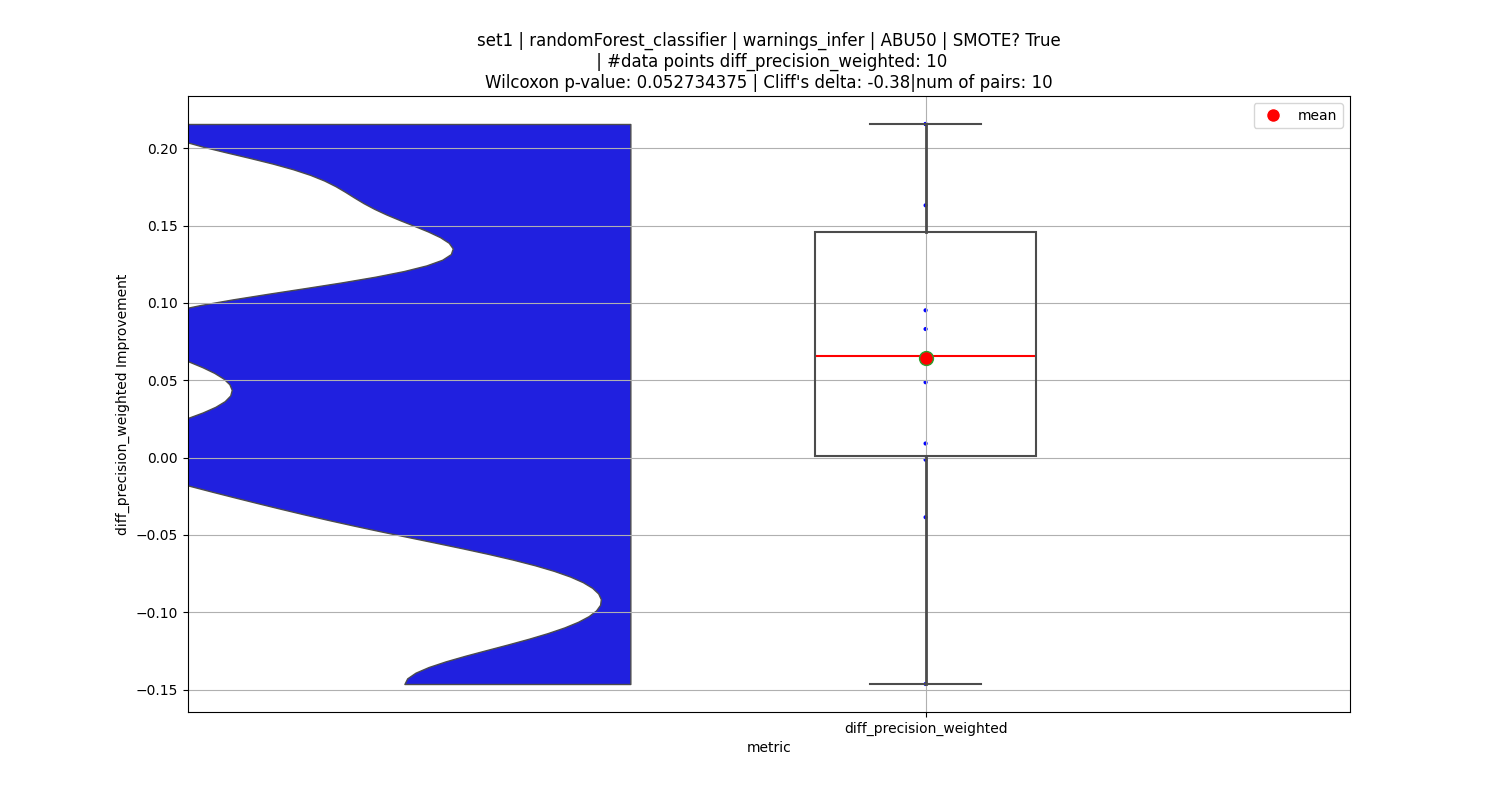 set1 | randomForest_classifier | warnings_infer | ABU50 | SMOTE? True
| #data points diff_precision_weighted: 10
Wilcoxon p-value: 0.052734375 | Cliff's delta: -0.38|num of pairs: 10
mean
0.20
0.15
0.10
0.05
0.00
−0.05
−0.10
−0.15
diff_precision_weighted Improvement
diff_precision_weighted
metric